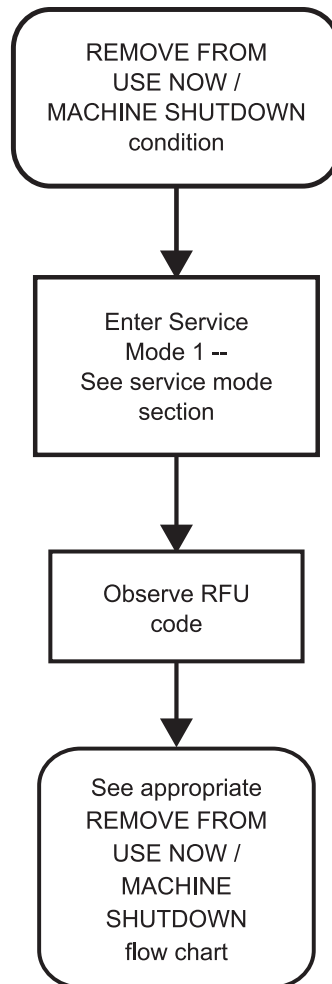 REMOVE FROM
USE NOW /
MACHINE SHUTDOWN
condition
Enter Service
Mode 1 --
See service mode
section
Observe RFU
code
See appropriate
REMOVE FROM
USE NOW /
MACHINE
SHUTDOWN
flow chart